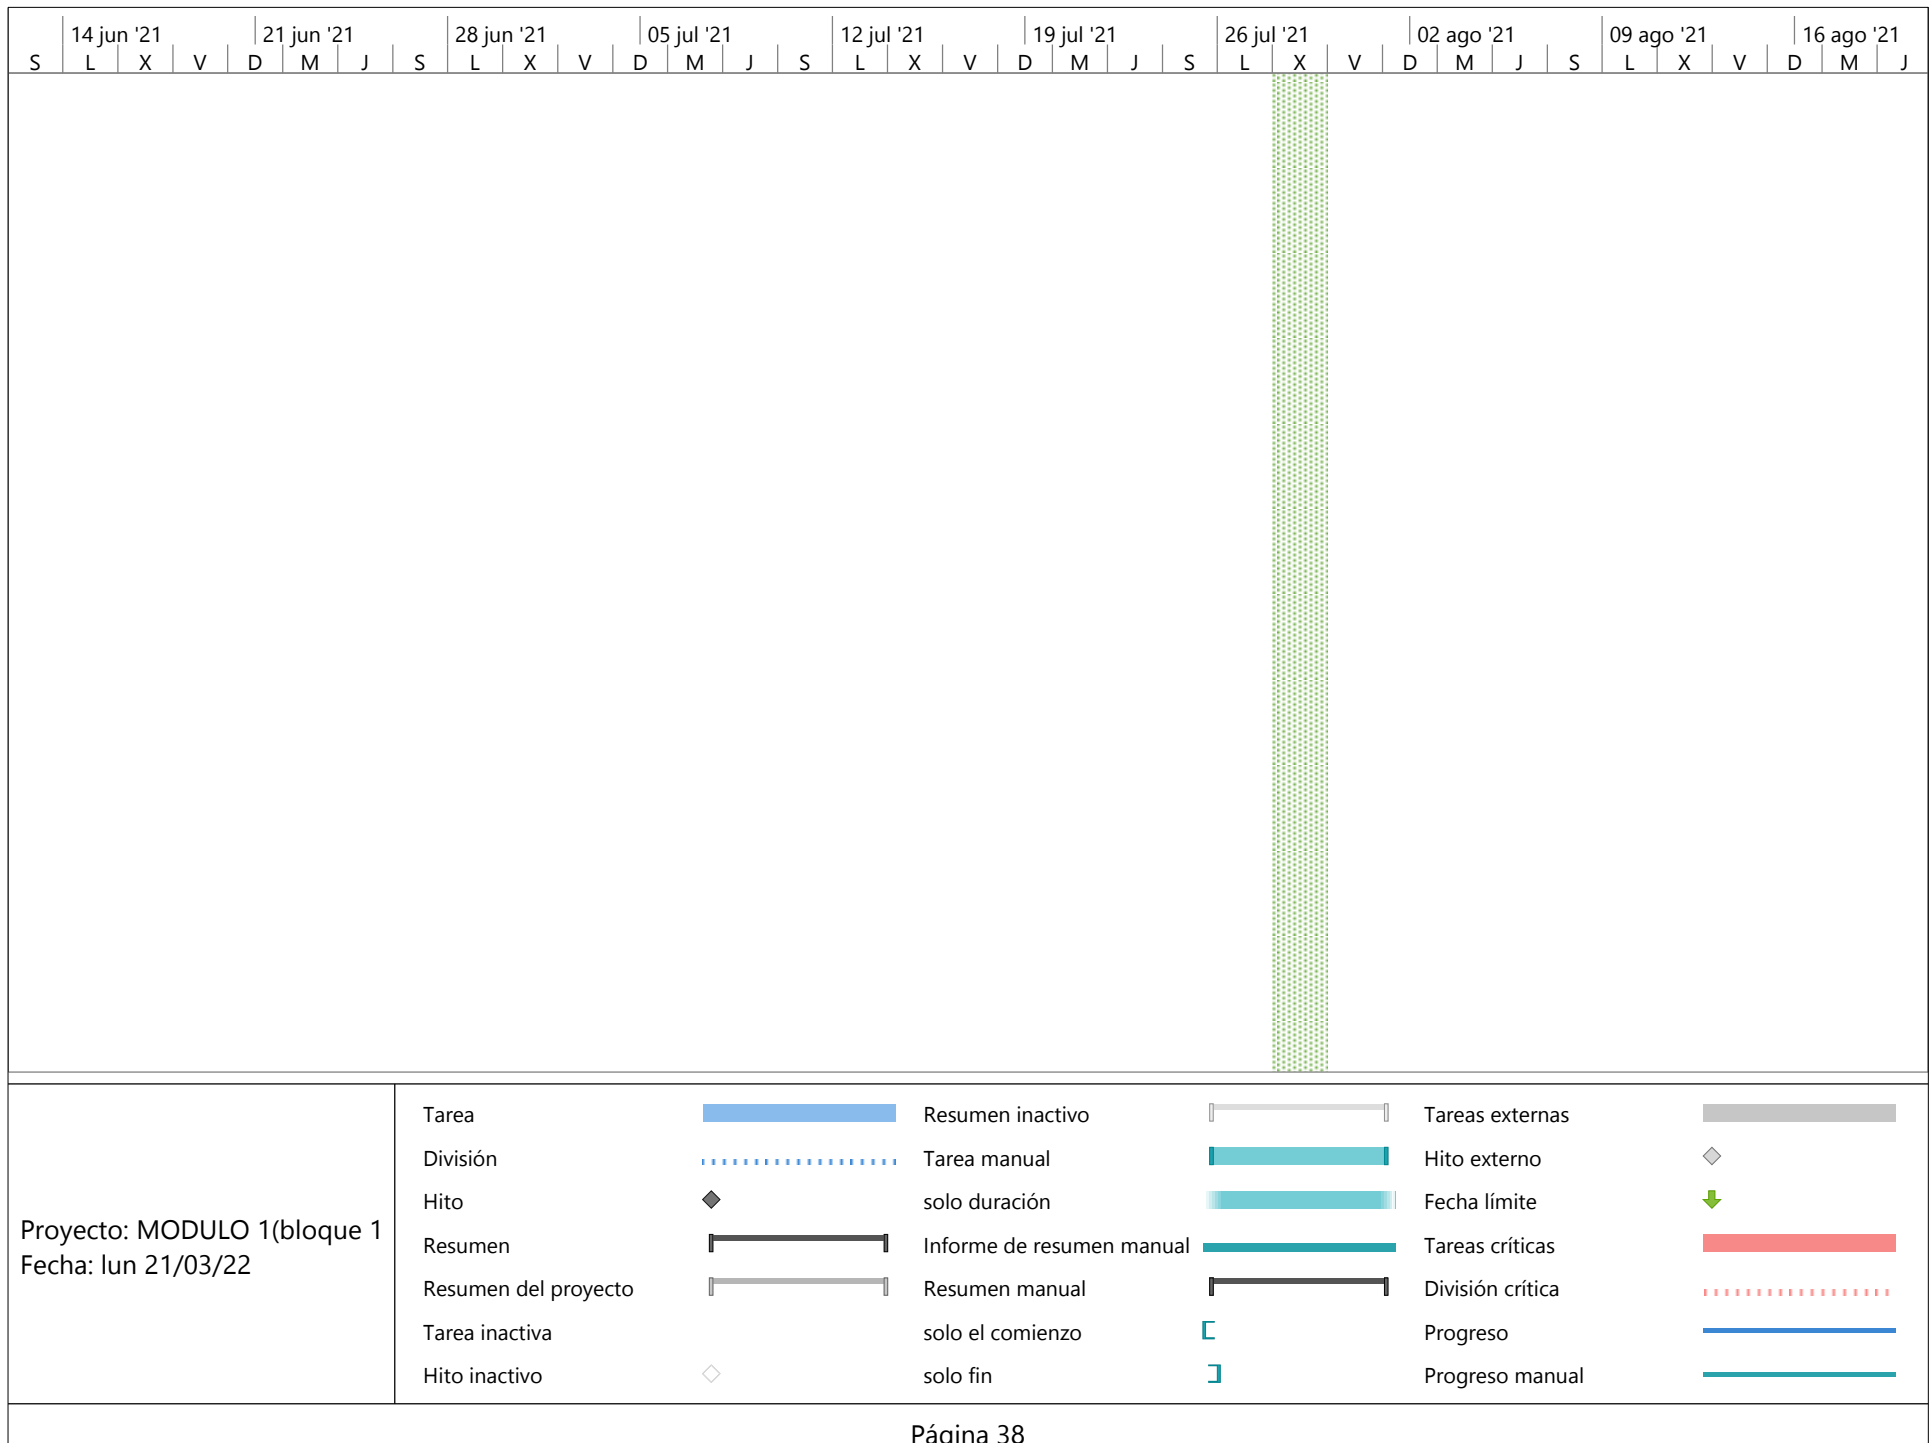 14 jun '21 21 jun '21 28 jun '21 05 jul '21 12 jul '21 19 jul '21 26 jul '21 02 ago '21 09 ago '21 16 ago '21
S L X V D M J S L X V D M J S L X V D M J S L X V D M J S L X V D M J
Proyecto: MODULO 1(bloque 1
Fecha: lun 21/03/22
Tarea
División
Hito
Resumen
Resumen del proyecto
Tarea inactiva
Hito inactivo
Resumen inactivo
Tarea manual
solo duración
Informe de resumen manual
Resumen manual
solo el comienzo
solo fin
Tareas externas
Hito externo
Fecha límite
Tareas críticas
División crítica
Progreso
Progreso manual
Página 38